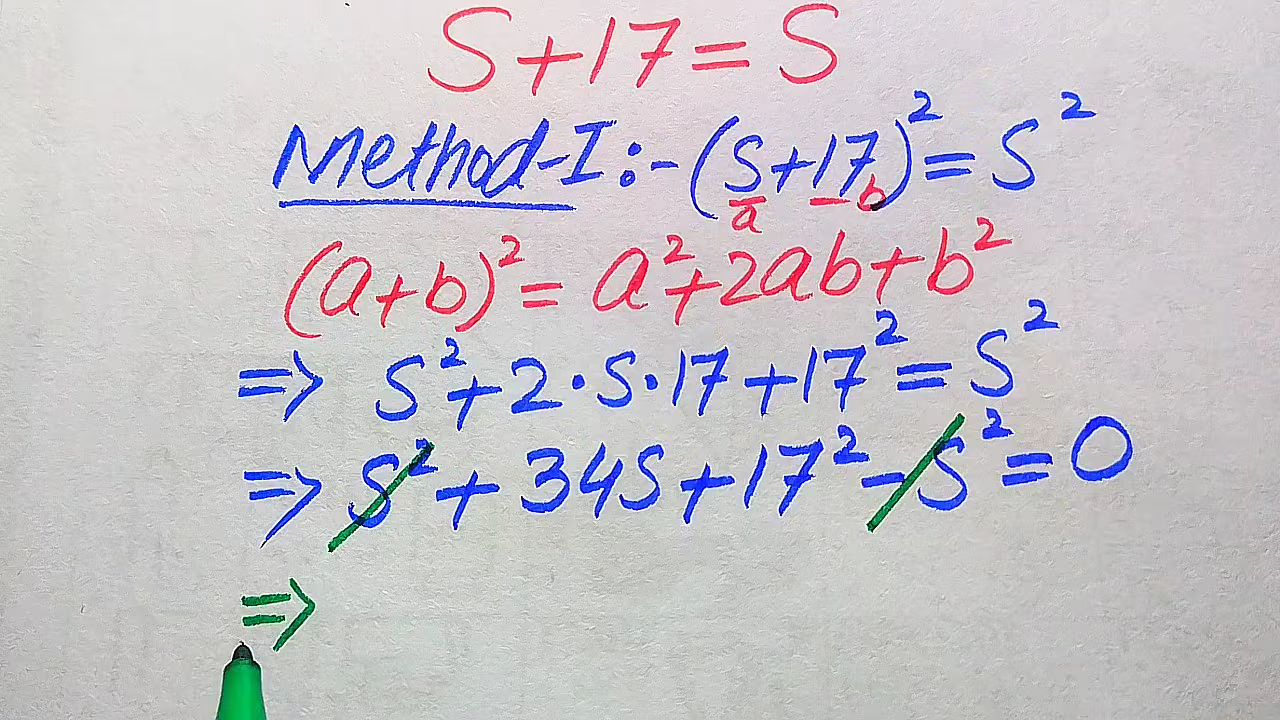 S+17=S
Method-I:-(S+17)²=S²
a b
(a+b)²=a²+2ab+b²
=> S²+2·S·17+17²=S²
=> S²+34S+17²-S²=0
=>